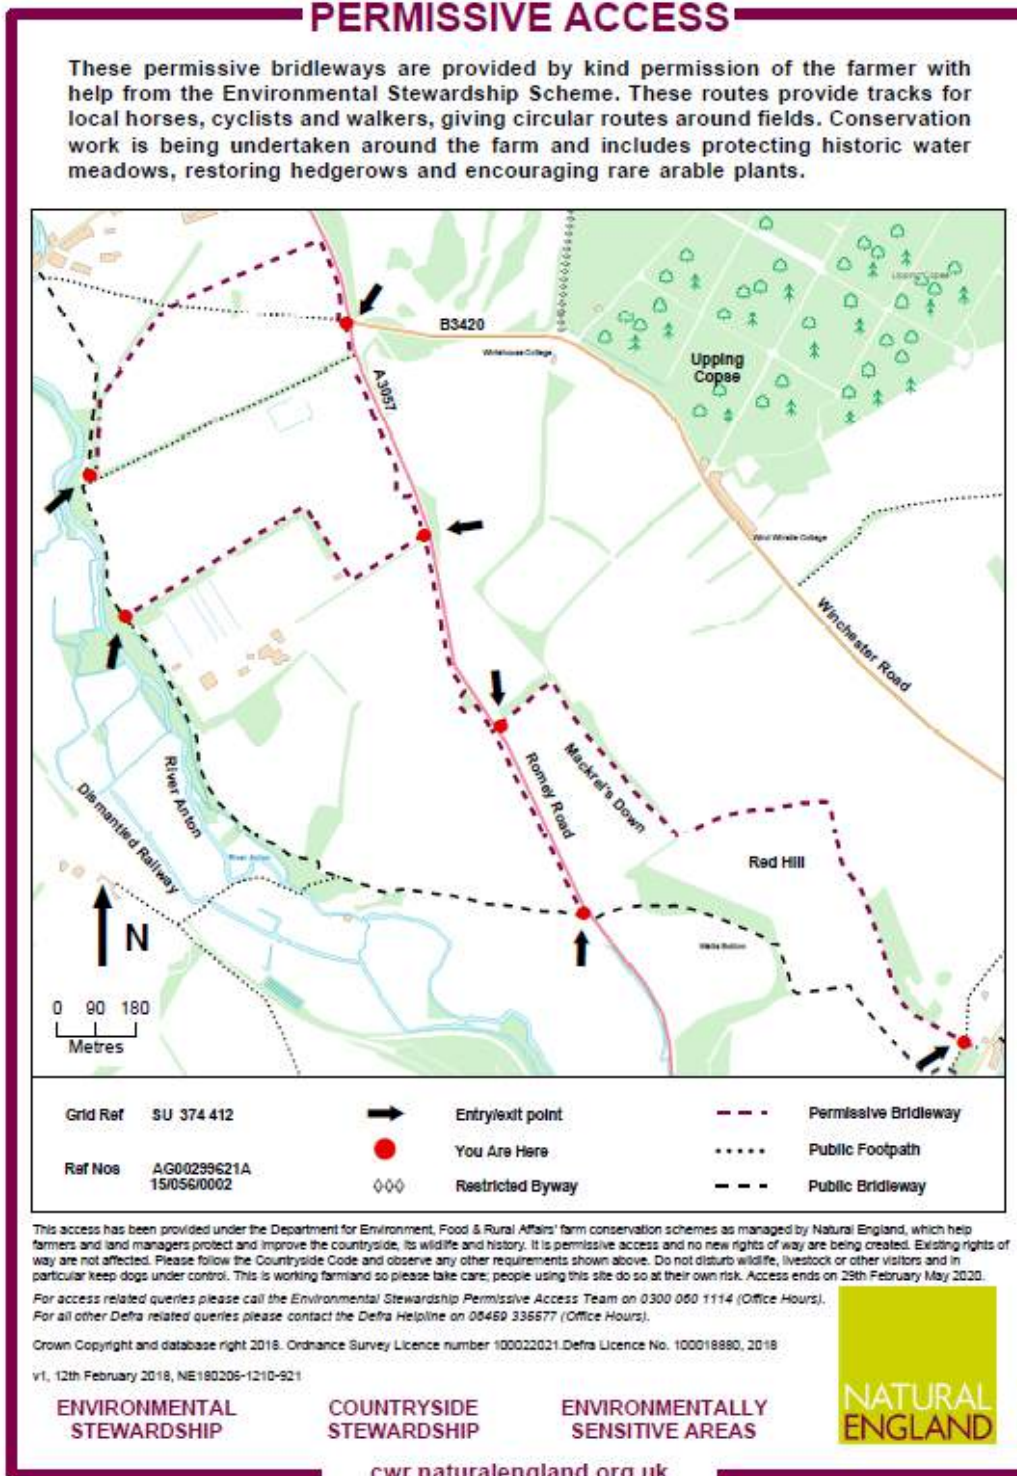 PERMISSIVE ACCESS
These permissive bridleways are provided by kind permission of the farmer with
help from the Environmental Stewardship Scheme. These routes provide tracks for
local horses, cyclists and walkers, giving circular routes around fields. Conservation
work is being undertaken around the farm and includes protecting historic water
meadows, restoring hedgerows and encouraging rare arable plants.
B3420
Whitehouse Cottage
Upping Copse
Upping
Copse
A3057
Wind Whistle Cottage
Winchester Road
Romey Road
Mackrel's Down
River Anton
Dismantled Railway
River Anton
Red Hill
N
0 90 180
Metres
Grid Ref SU 374 412
Entry/exit point
Permissive Bridleway
You Are Here
Public Footpath
Ref Nos AG00299621A
15/056/0002
Restricted Byway
Public Bridleway
This access has been provided under the Department for Environment, Food & Rural Affairs' farm conservation schemes as managed by Natural England, which help
farmers and land managers protect and improve the countryside, its wildlife and history. It is permissive access and no new rights of way are being created. Existing rights of
way are not affected. Please follow the Countryside Code and observe any other requirements shown above. Do not disturb wildlife, livestock or other visitors and in
particular keep dogs under control. This is working farmland so please take care; people using this site do so at their own risk. Access ends on 29th February May 2020.
For access related queries please call the Environmental Stewardship Permissive Access Team on 0300 060 1114 (Office Hours).
For all other Defra related queries please contact the Defra Helpline on 08459 335577 (Office Hours).
Crown Copyright and database right 2018. Ordnance Survey Licence number 100022021.Defra Licence No. 100018880, 2018
v1, 12th February 2018, NE180206-1210-921
ENVIRONMENTAL
STEWARDSHIP
COUNTRYSIDE
STEWARDSHIP
ENVIRONMENTALLY
SENSITIVE AREAS
NATURAL
ENGLAND
cwr.naturalengland.org.uk